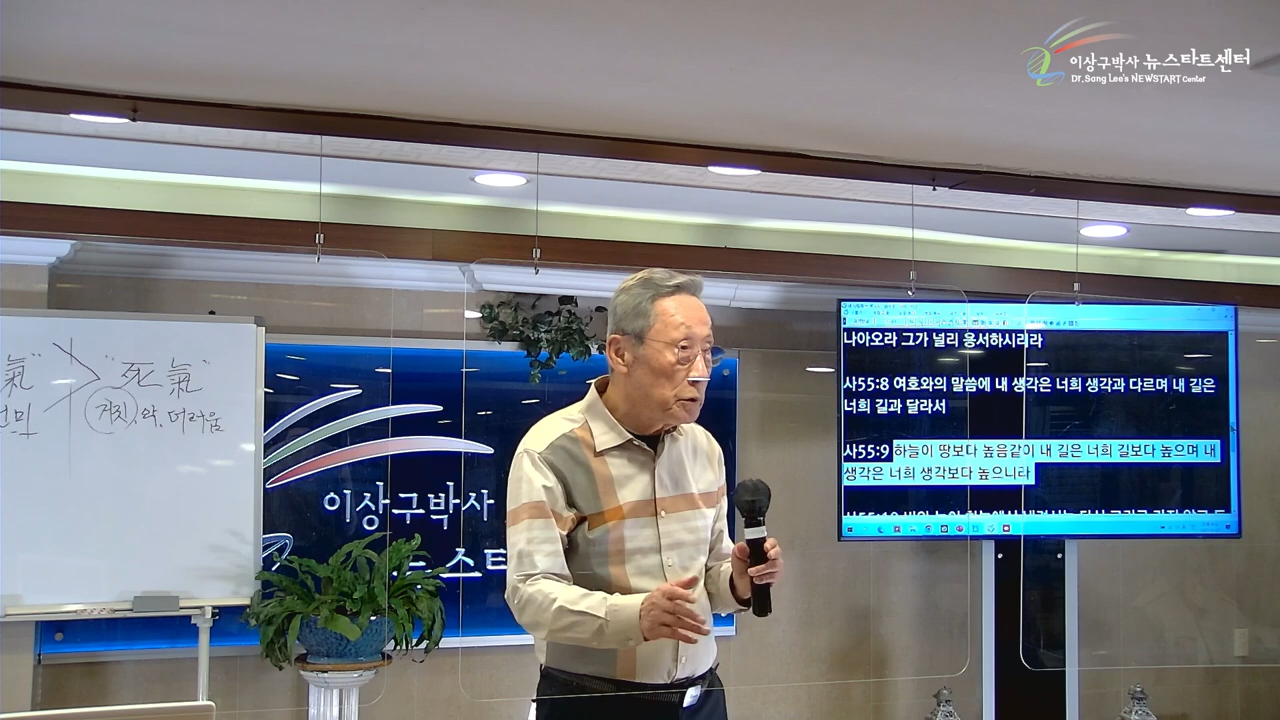 이상구박사 뉴스타트센터
Dr. Sang Lee's NEWSTART Center
氣" "死氣"
선미 거짓, 악, 더러움
이상구박사
뉴스타
나아오라 그가 널리 용서하시리라
사55:8 여호와의 말씀에 내 생각은 너희 생각과 다르며 내 길은
너희 길과 달라서
사55:9 하늘이 땅보다 높음같이 내 길은 너희 길보다 높으며 내
생각은 너희 생각보다 높으니라